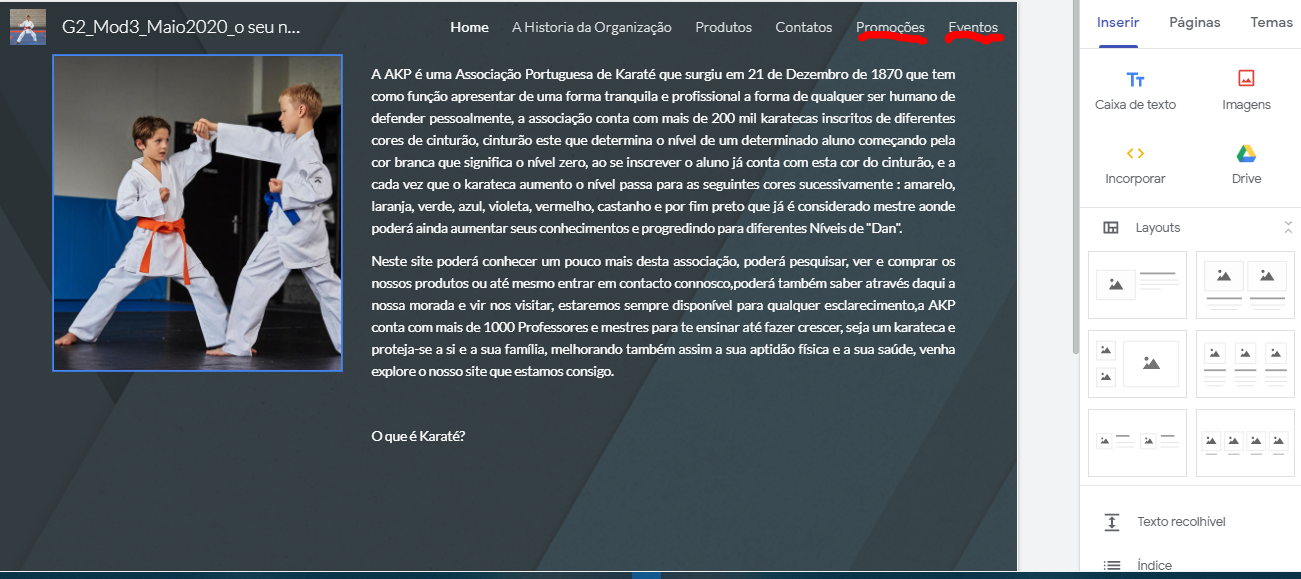 G2_Mod3_Maio2020_o seu n...
Home A Historia da Organização Produtos Contatos Promoções Eventos
A AKP é uma Associação Portuguesa de Karaté que surgiu em 21 de Dezembro de 1870 que tem
como função apresentar de uma forma tranquila e profissional a forma de qualquer ser humano de
defender pessoalmente, a associação conta com mais de 200 mil karatecas inscritos de diferentes
cores de cinturão, cinturão este que determina o nível de um determinado aluno começando pela
cor branca que significa o nível zero, ao se inscrever o aluno já conta com esta cor do cinturão, e a
cada vez que o karateca aumento o nível passa para as seguintes cores sucessivamente : amarelo,
laranja, verde, azul, violeta, vermelho, castanho e por fim preto que já é considerado mestre aonde
poderá ainda aumentar seus conhecimentos e progredindo para diferentes Níveis de "Dan".
Neste site poderá conhecer um pouco mais desta associação, poderá pesquisar, ver e comprar os
nossos produtos ou até mesmo entrar em contacto connosco,poderá também saber através daqui a
nossa morada e vir nos visitar, estaremos sempre disponível para qualquer esclarecimento,a AKP
conta com mais de 1000 Professores e mestres para te ensinar até fazer crescer, seja um karateca e
proteja-se a si e a sua família, melhorando também assim a sua aptidão física e a sua saúde, venha
explore o nosso site que estamos consigo.
O que é Karaté?
Inserir Páginas Temas
Caixa de texto Imagens
Incorporar Drive
Layouts
Texto recolhível
Índice